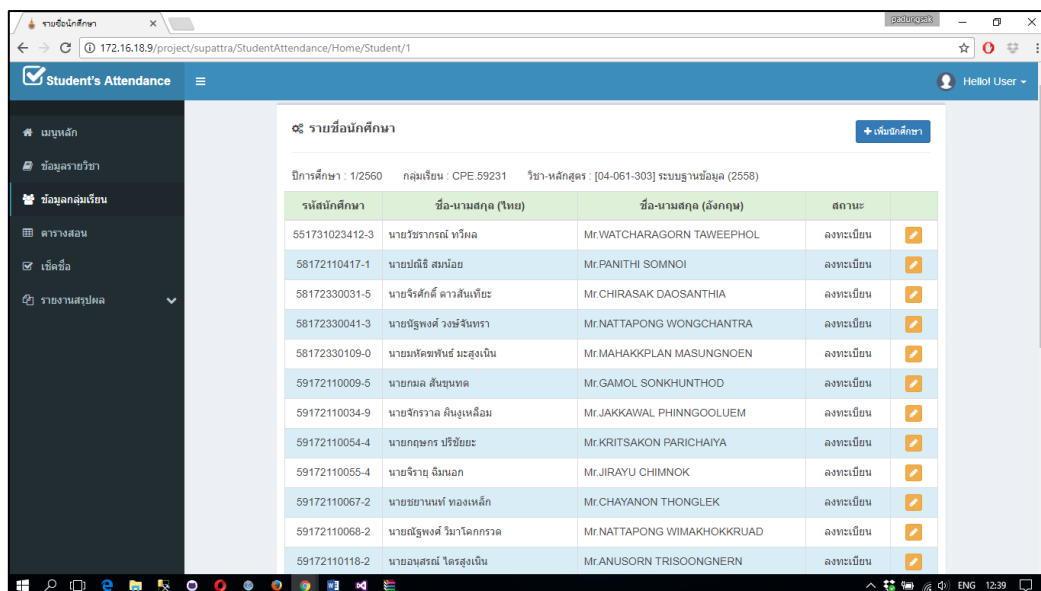 รายชื่อนักศึกษา
padungsak
172.16.18.9/project/supattra/StudentAttendance/Home/Student/1
Student's Attendance
Hello! User
เมนูหลัก
ข้อมูลรายวิชา
ข้อมูลกลุ่มเรียน
ตารางสอน
เช็คชื่อ
รายงานสรุปผล
รายชื่อนักศึกษา
เพิ่มนักศึกษา
ปีการศึกษา : 1/2560 กลุ่มเรียน : CPE.59231 วิชา-หลักสูตร : [04-061-303] ระบบฐานข้อมูล (2558)
รหัสนักศึกษา ชื่อ-นามสกุล (ไทย) ชื่อ-นามสกุล (อังกฤษ) สถานะ
551731023412-3 นายวัชรากรณ์ ทวีผล Mr.WATCHARAGORN TAWEEPHOL ลงทะเบียน
58172110417-1 นายปณิธิ สมน้อย Mr.PANITHI SOMNOI ลงทะเบียน
58172330031-5 นายจิรศักดิ์ ดาวสันเทียะ Mr.CHIRASAK DAOSANTHIA ลงทะเบียน
58172330041-3 นายนัฐพงศ์ วงษ์จันทรา Mr.NATTAPONG WONGCHANTRA ลงทะเบียน
58172330109-0 นายมหัคฆพันธ์ มะสูงเนิน Mr.MAHAKKPLAN MASUNGNOEN ลงทะเบียน
59172110009-5 นายกมล สันขุนทด Mr.GAMOL SONKHUNTHOD ลงทะเบียน
59172110034-9 นายจักรวาล ผินงูเหลือม Mr.JAKKAWAL PHINNGOOLUEM ลงทะเบียน
59172110054-4 นายกฤษกร ปริชัยยะ Mr.KRITSAKON PARICHAIYA ลงทะเบียน
59172110055-4 นายจิรายุ ฉิมนอก Mr.JIRAYU CHIMNOK ลงทะเบียน
59172110067-2 นายชยานนท์ ทองเหล็ก Mr.CHAYANON THONGLEK ลงทะเบียน
59172110068-2 นายณัฐพงศ์ วิมาโคกกรวด Mr.NATTAPONG WIMAKHOKKRUAD ลงทะเบียน
59172110118-2 นายอนุสรณ์ ไตรสูงเนิน Mr.ANUSORN TRISOONGNERN ลงทะเบียน
ENG 12:39